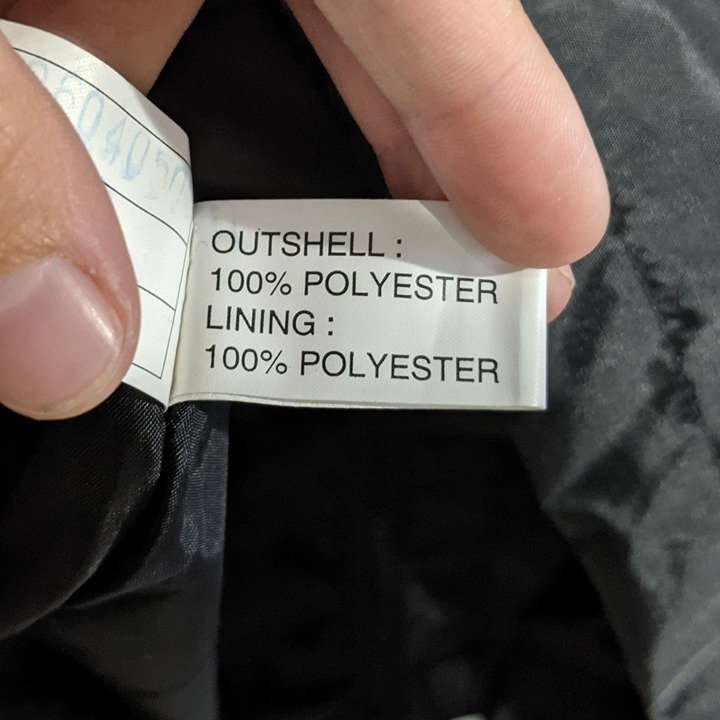 OUTSHELL :
100% POLYESTER
LINING :
100% POLYESTER